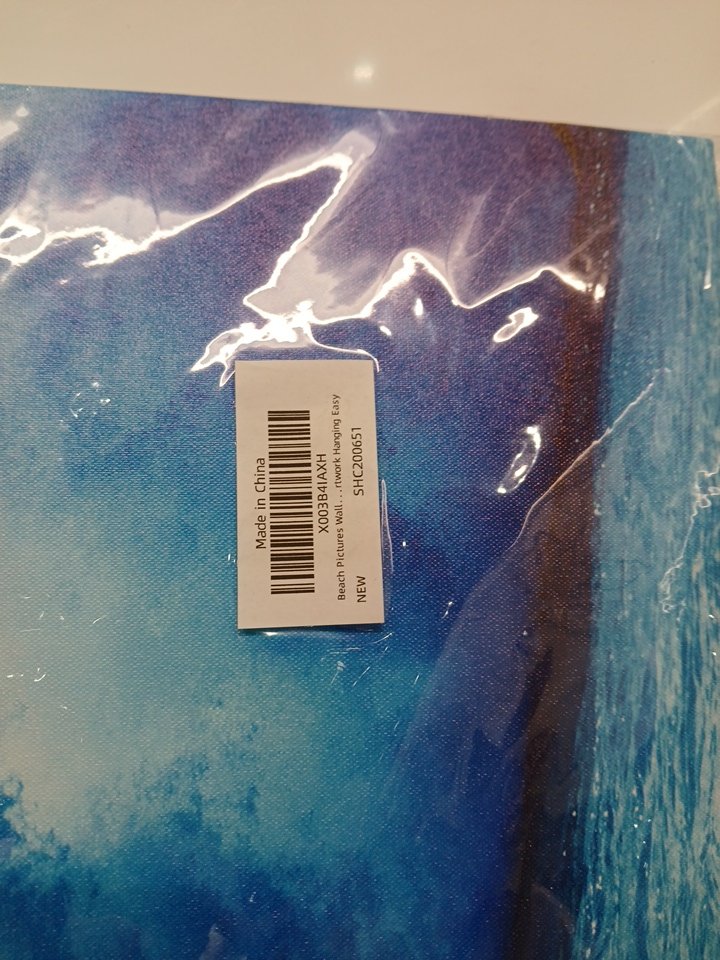 Made in China
X003B4IAXH
Beach Pictures Wall...rtwork Hanging Easy
NEW SHC200651